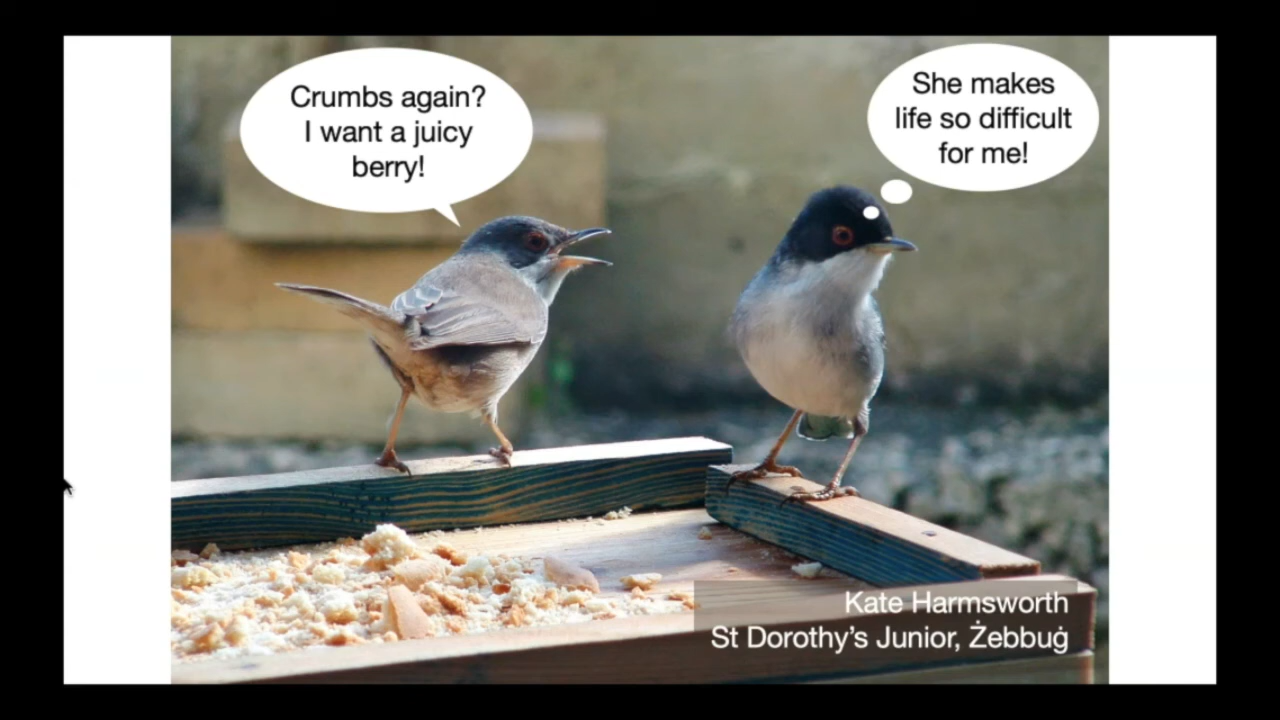 Crumbs again?
I want a juicy
berry!
She makes
life so difficult
for me!
Kate Harmsworth
St Dorothy’s Junior, Żebbuġ